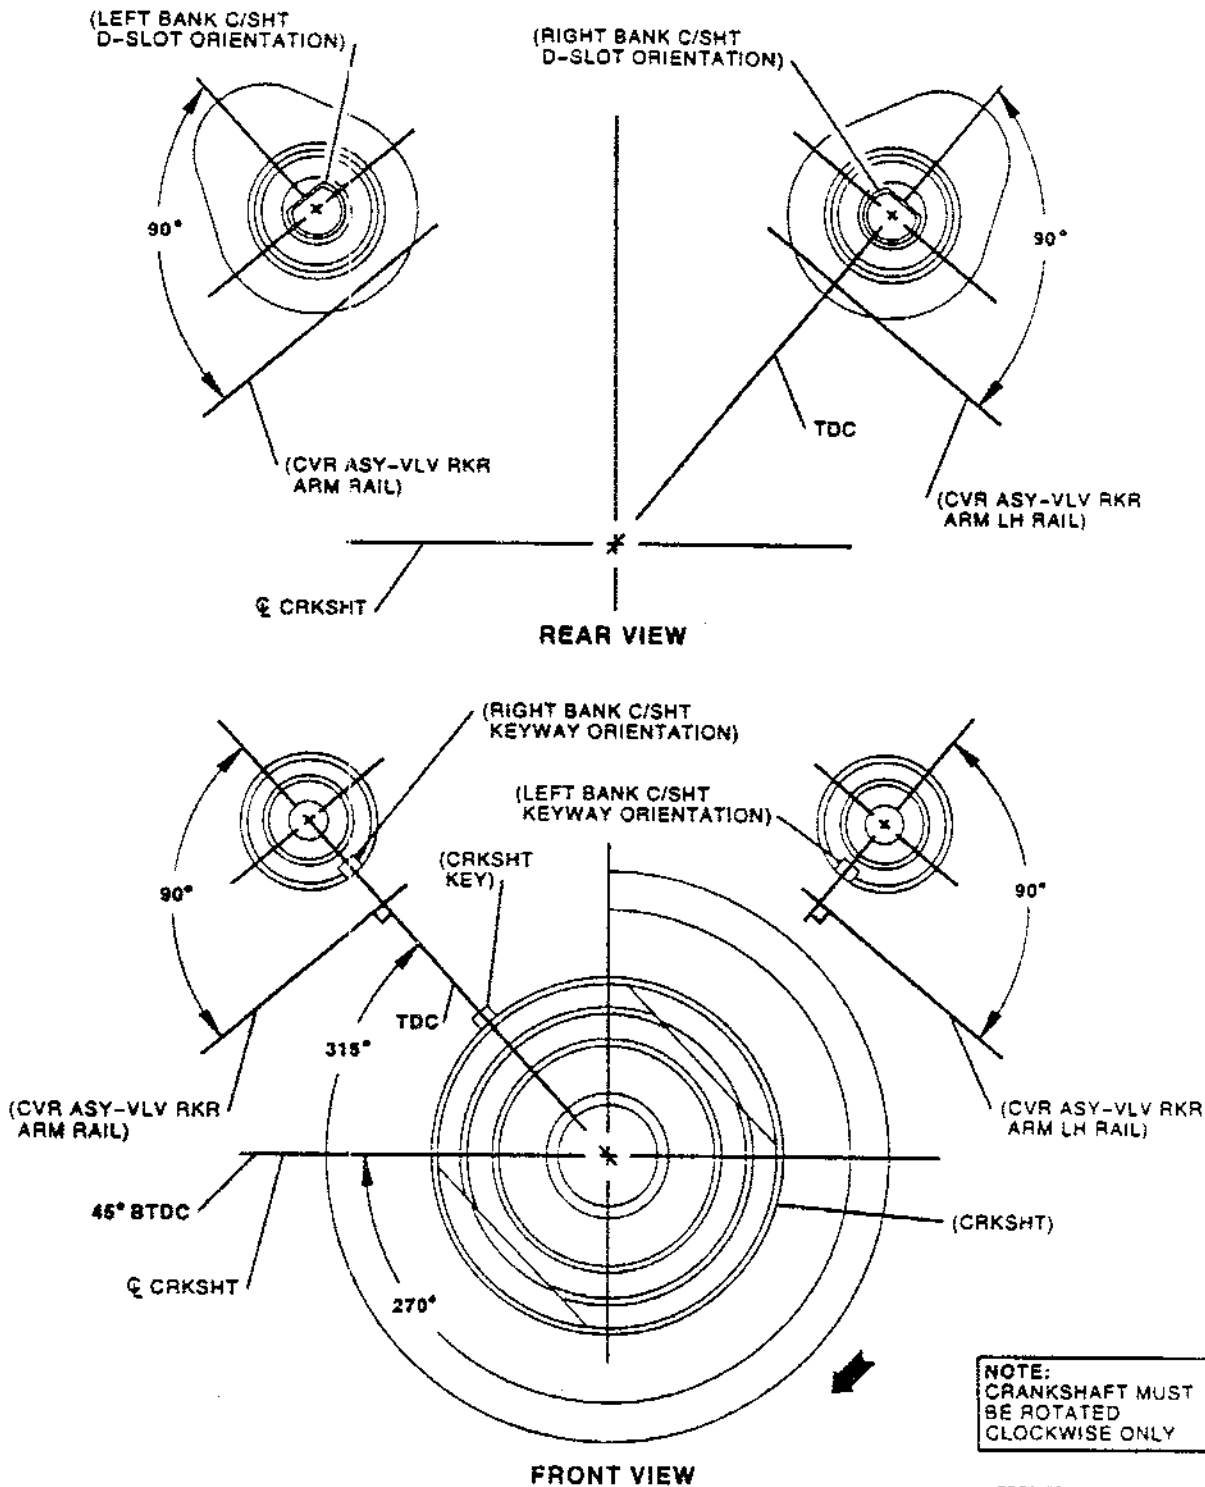 (LEFT BANK C/SHT
D-SLOT ORIENTATION)
(RIGHT BANK C/SHT
D-SLOT ORIENTATION)
90°
90°
TDC
(CVR ASY-VLV RKR
ARM RAIL)
(CVR ASY-VLV RKR
ARM LH RAIL)
℄ CRKSHT
REAR VIEW
(RIGHT BANK C/SHT
KEYWAY ORIENTATION)
(LEFT BANK C/SHT
KEYWAY ORIENTATION)
(CRKSHT
KEY)
90°
90°
TDC
315°
(CVR ASY-VLV RKR
ARM RAIL)
(CVR ASY-VLV RKR
ARM LH RAIL)
45° BTDC
(CRKSHT)
℄ CRKSHT
270°
NOTE:
CRANKSHAFT MUST
BE ROTATED
CLOCKWISE ONLY
FRONT VIEW